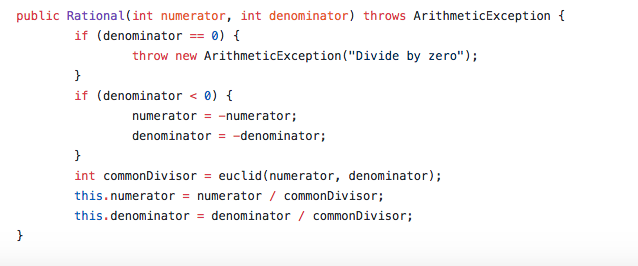 public Rational(int numerator, int denominator) throws ArithmeticException {
        if (denominator == 0) {
                throw new ArithmeticException("Divide by zero");
        }
        if (denominator < 0) {
                numerator = -numerator;
                denominator = -denominator;
        }
        int commonDivisor = euclid(numerator, denominator);
        this.numerator = numerator / commonDivisor;
        this.denominator = denominator / commonDivisor;
}